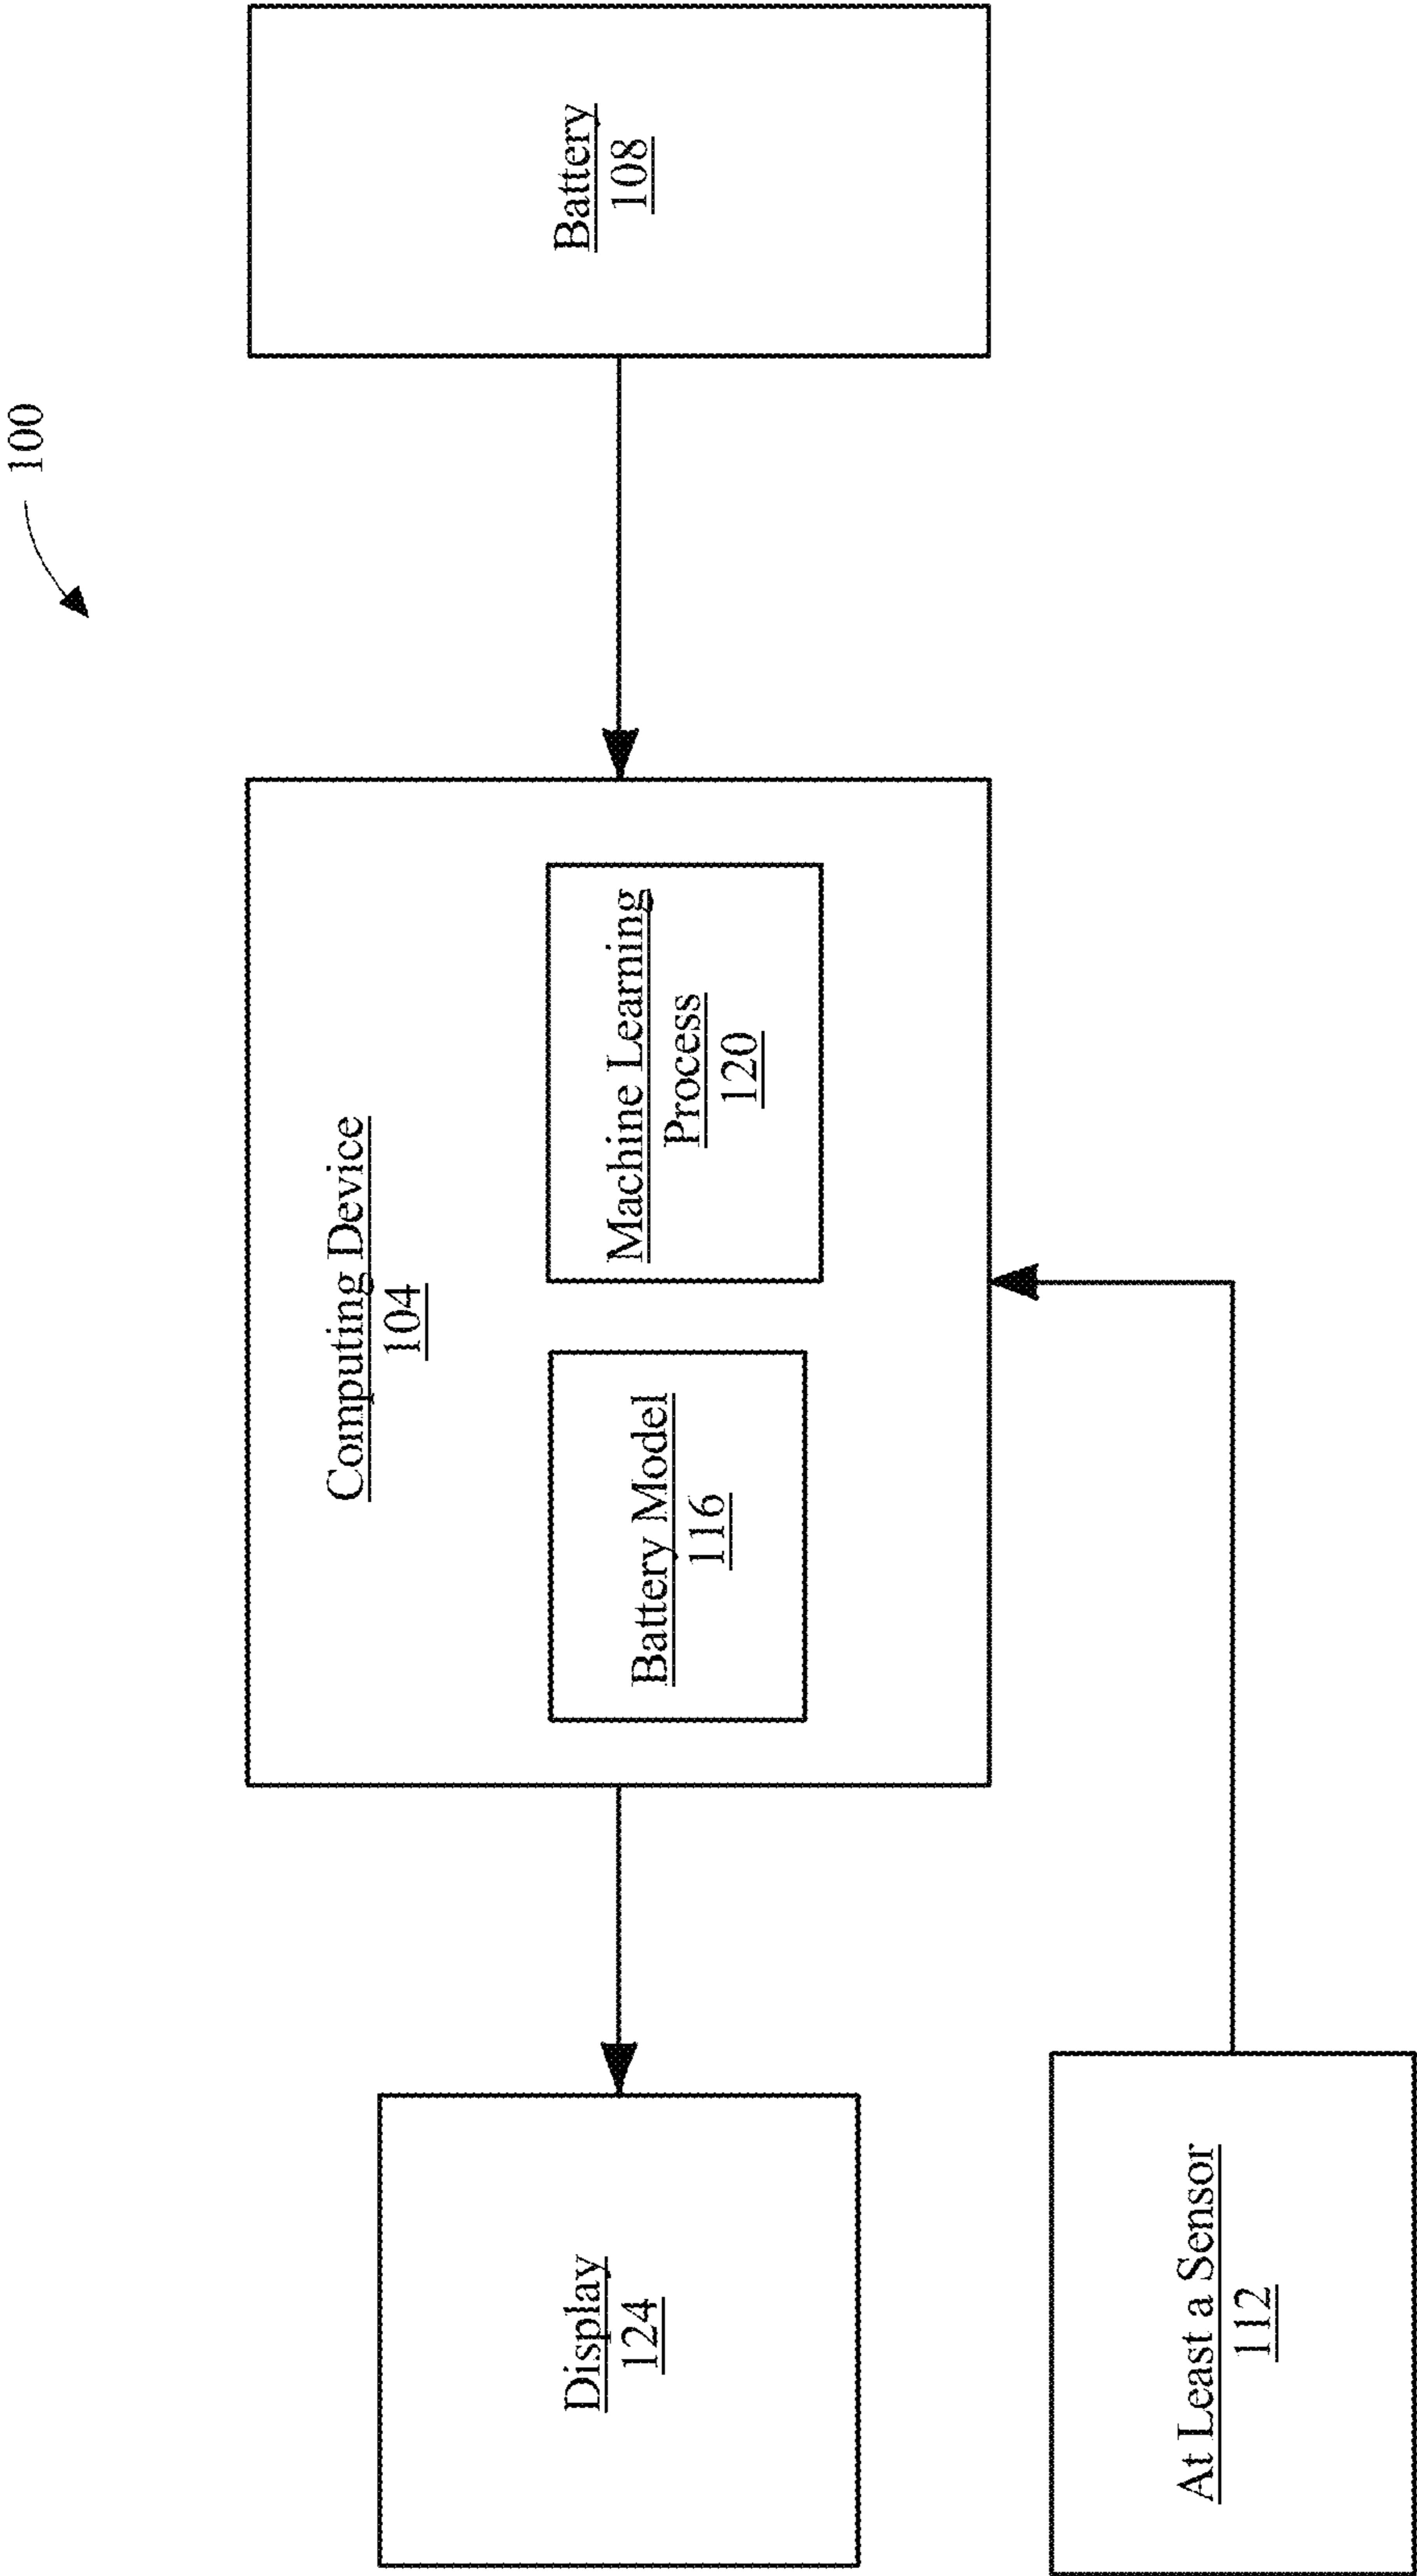 100
Computing Device
104
Display
124
Battery Model
116
Machine Learning
Process
120
Battery
108
At Least a Sensor
112